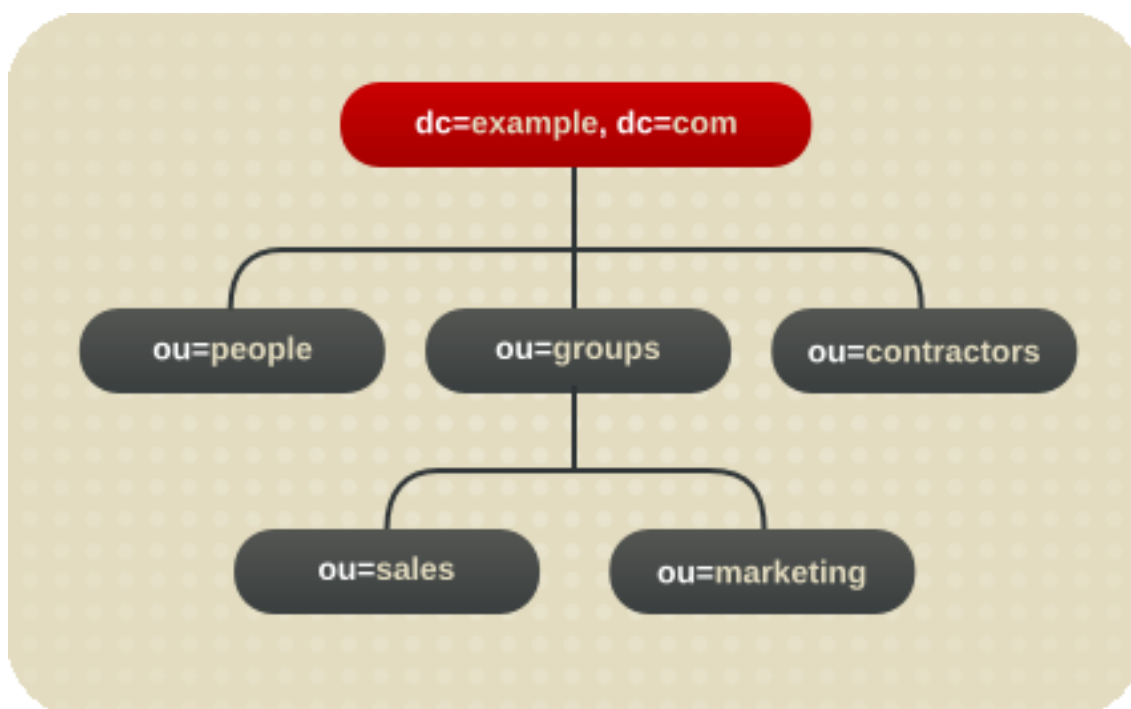 dc=example, dc=com
ou=people
ou=groups
ou=contractors
ou=sales
ou=marketing